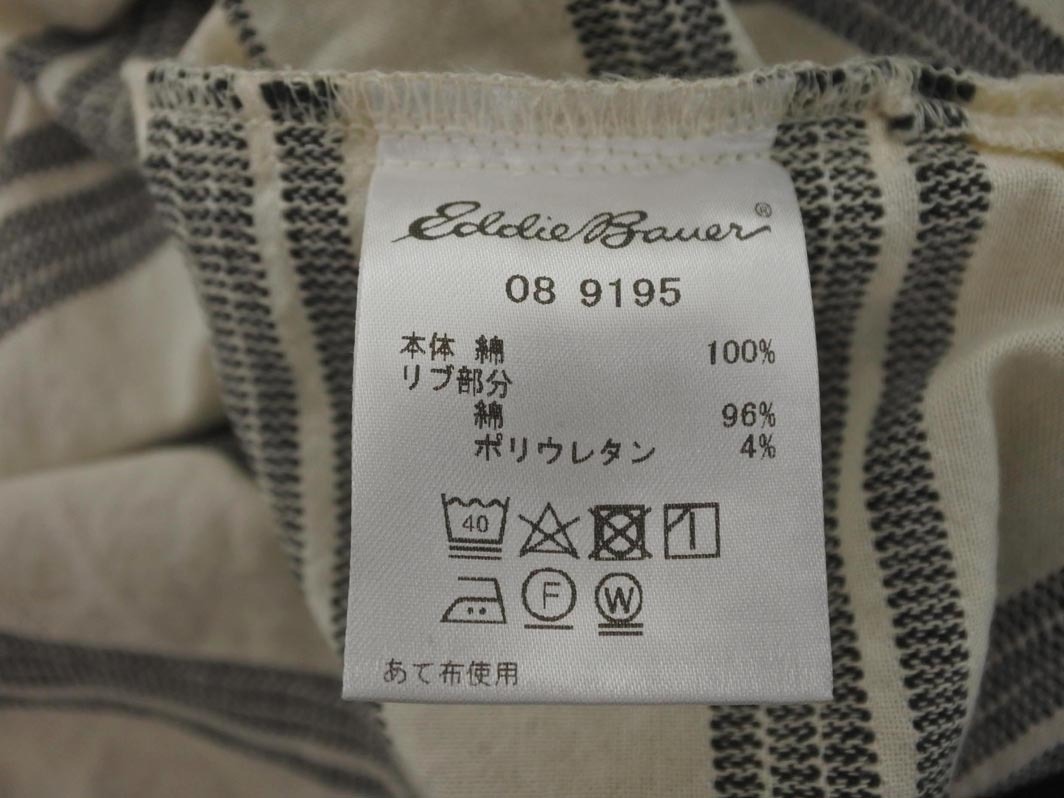 Eddie Bauer®
08 9195
本体 綿 100%
リブ部分
綿 96%
ポリウレタン 4%
40
F W
あて布使用